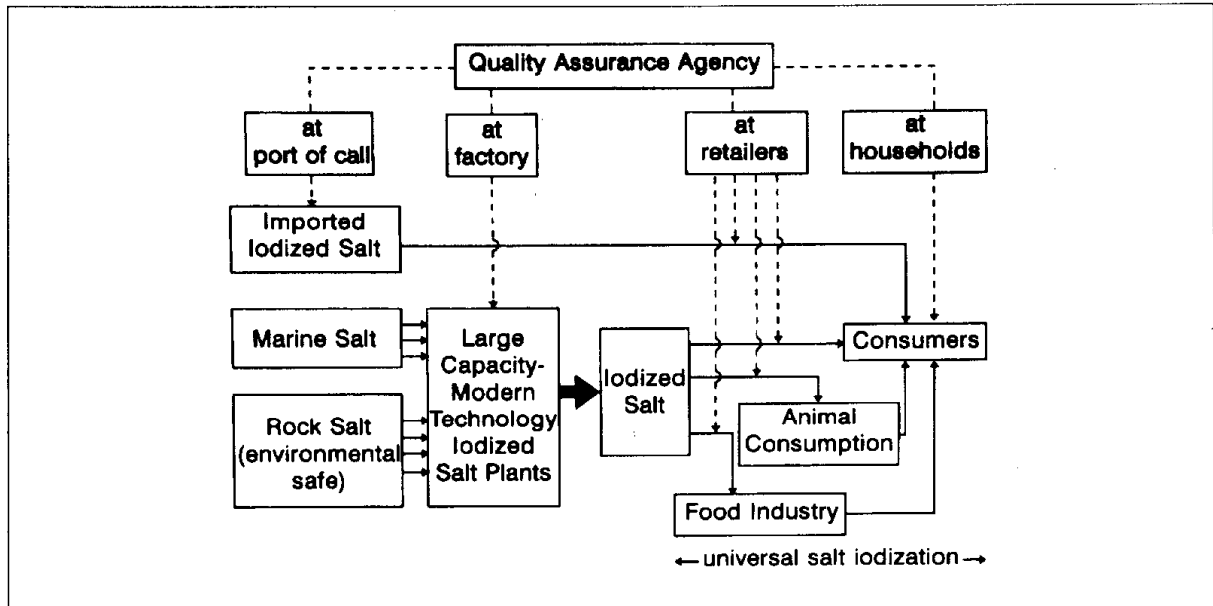 Quality Assurance Agency
at
port of call
at
factory
at
retailers
at
households
Imported
Iodized Salt
Marine Salt
Rock Salt
(environmental
safe)
Large
Capacity-
Modern
Technology
Iodized
Salt Plants
Iodized
Salt
Consumers
Animal
Consumption
Food Industry
universal salt iodization